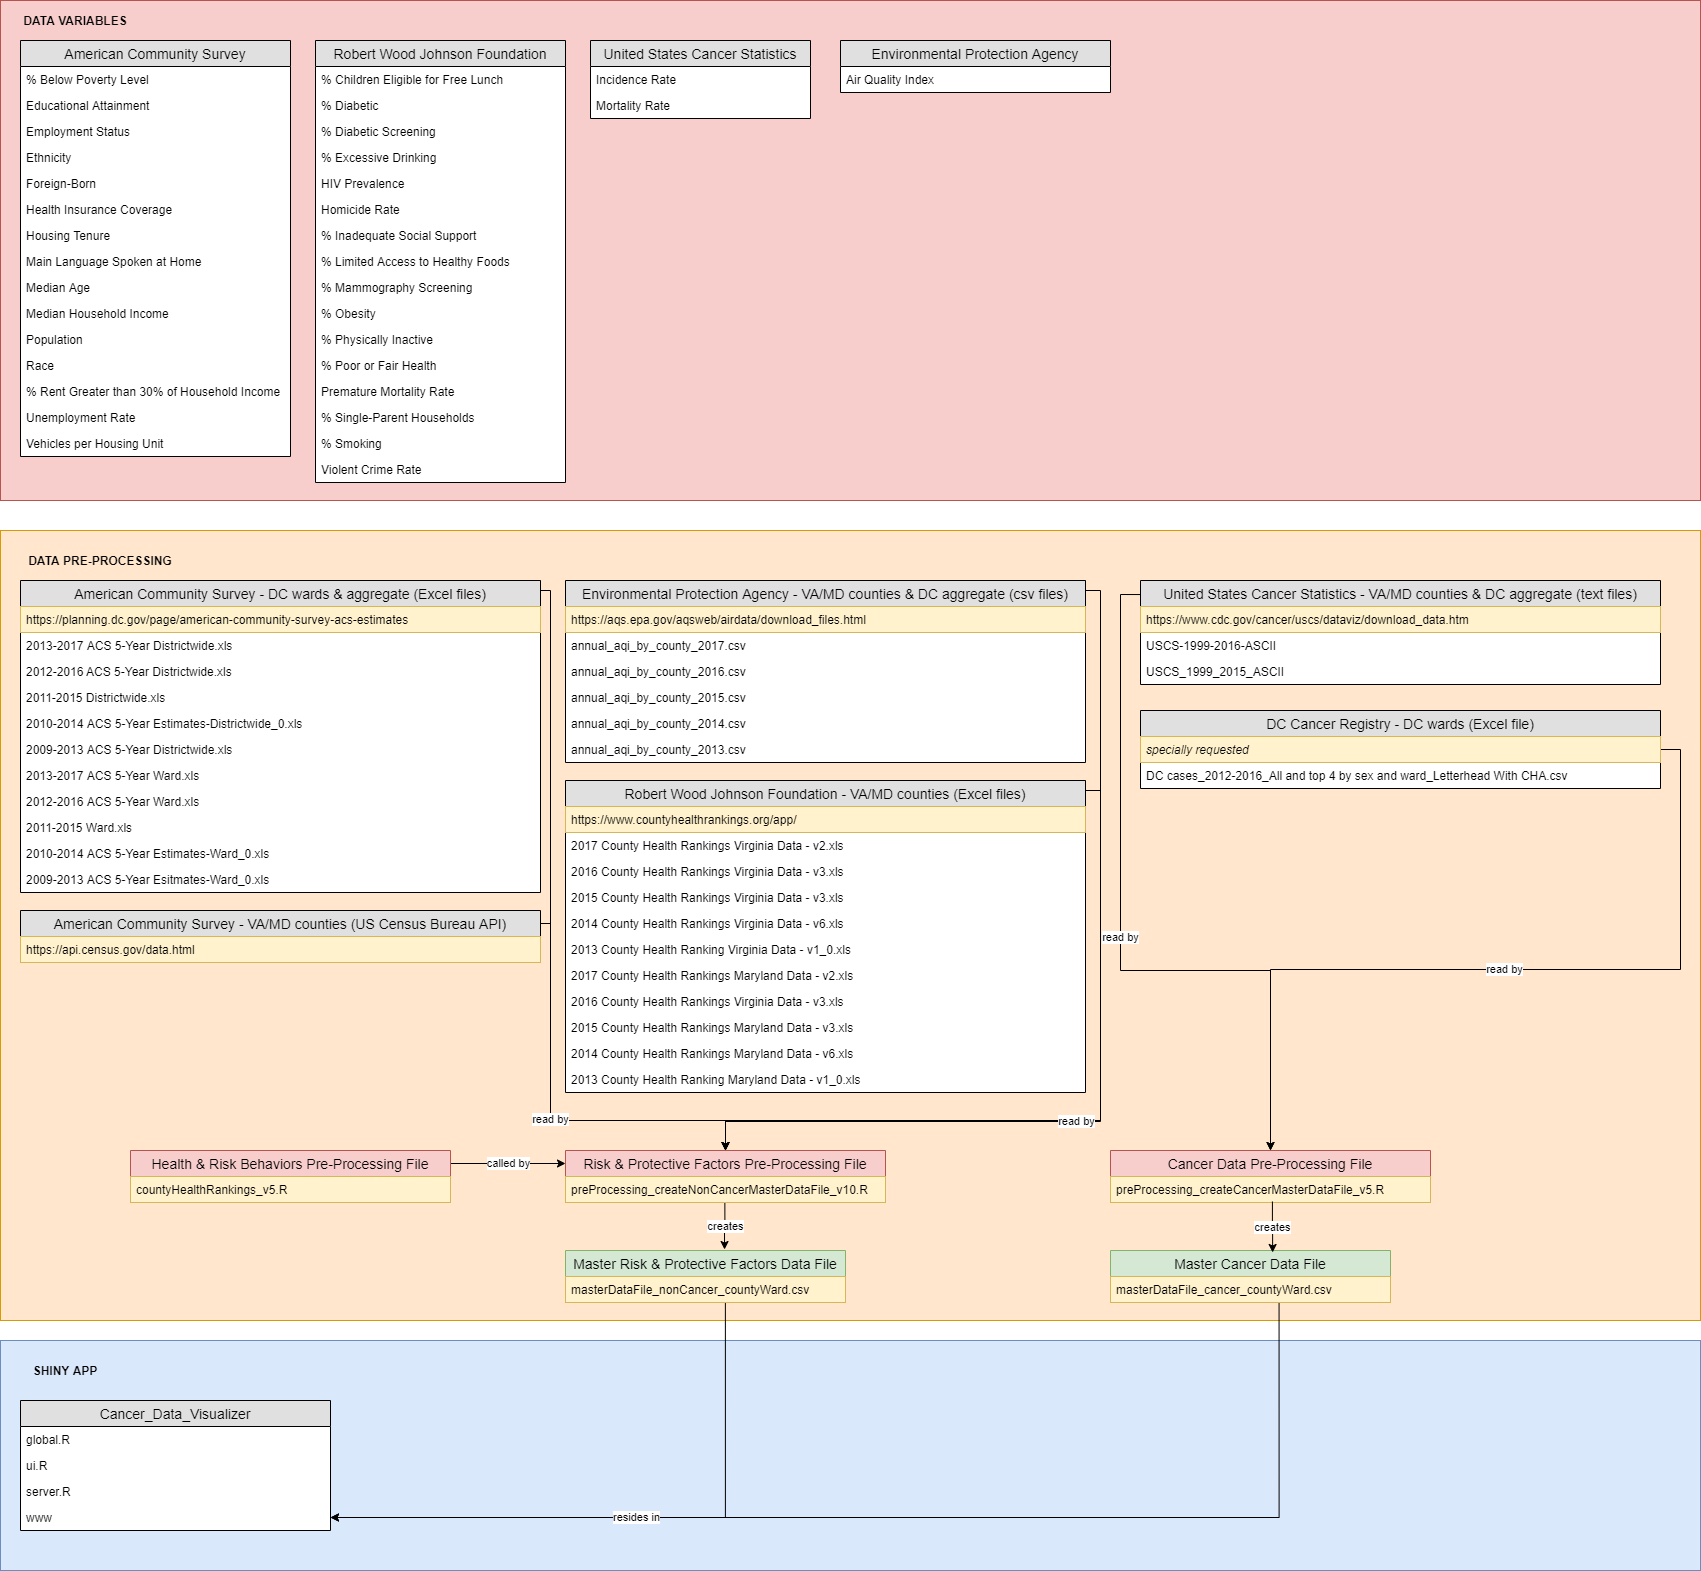 DATA VARIABLES
American Community Survey
% Below Poverty Level
Educational Attainment
Employment Status
Ethnicity
Foreign-Born
Health Insurance Coverage
Housing Tenure
Main Language Spoken at Home
Median Age
Median Household Income
Population
Race
% Rent Greater than 30% of Household Income
Unemployment Rate
Vehicles per Housing Unit
Robert Wood Johnson Foundation
% Children Eligible for Free Lunch
% Diabetic
% Diabetic Screening
% Excessive Drinking
HIV Prevalence
Homicide Rate
% Inadequate Social Support
% Limited Access to Healthy Foods
% Mammography Screening
% Obesity
% Physically Inactive
% Poor or Fair Health
Premature Mortality Rate
% Single-Parent Households
% Smoking
Violent Crime Rate
United States Cancer Statistics
Incidence Rate
Mortality Rate
Environmental Protection Agency
Air Quality Index
DATA PRE-PROCESSING
American Community Survey - DC wards & aggregate (Excel files)
https://planning.dc.gov/page/american-community-survey-acs-estimates
2013-2017 ACS 5-Year Districtwide.xls
2012-2016 ACS 5-Year Districtwide.xls
2011-2015 Districtwide.xls
2010-2014 ACS 5-Year Estimates-Districtwide_0.xls
2009-2013 ACS 5-Year Districtwide.xls
2013-2017 ACS 5-Year Ward.xls
2012-2016 ACS 5-Year Ward.xls
2011-2015 Ward.xls
2010-2014 ACS 5-Year Estimates-Ward_0.xls
2009-2013 ACS 5-Year Esitmates-Ward_0.xls
American Community Survey - VA/MD counties (US Census Bureau API)
https://api.census.gov/data.html
Environmental Protection Agency - VA/MD counties & DC aggregate (csv files)
https://aqs.epa.gov/aqsweb/airdata/download_files.html
annual_aqi_by_county_2017.csv
annual_aqi_by_county_2016.csv
annual_aqi_by_county_2015.csv
annual_aqi_by_county_2014.csv
annual_aqi_by_county_2013.csv
Robert Wood Johnson Foundation - VA/MD counties (Excel files)
https://www.countyhealthrankings.org/app/
2017 County Health Rankings Virginia Data - v2.xls
2016 County Health Rankings Virginia Data - v3.xls
2015 County Health Rankings Virginia Data - v3.xls
2014 County Health Rankings Virginia Data - v6.xls
2013 County Health Ranking Virginia Data - v1_0.xls
2017 County Health Rankings Maryland Data - v2.xls
2016 County Health Rankings Virginia Data - v3.xls
2015 County Health Rankings Maryland Data - v3.xls
2014 County Health Rankings Maryland Data - v6.xls
2013 County Health Ranking Maryland Data - v1_0.xls
United States Cancer Statistics - VA/MD counties & DC aggregate (text files)
https://www.cdc.gov/cancer/uscs/dataviz/download_data.htm
USCS-1999-2016-ASCII
USCS_1999_2015_ASCII
DC Cancer Registry - DC wards (Excel file)
specially requested
DC cases_2012-2016_All and top 4 by sex and ward_Letterhead With CHA.csv
read by
read by
read by
read by
Health & Risk Behaviors Pre-Processing File
countyHealthRankings_v5.R
called by
Risk & Protective Factors Pre-Processing File
preProcessing_createNonCancerMasterDataFile_v10.R
Cancer Data Pre-Processing File
preProcessing_createCancerMasterDataFile_v5.R
creates
creates
Master Risk & Protective Factors Data File
masterDataFile_nonCancer_countyWard.csv
Master Cancer Data File
masterDataFile_cancer_countyWard.csv
SHINY APP
Cancer_Data_Visualizer
global.R
ui.R
server.R
www
resides in